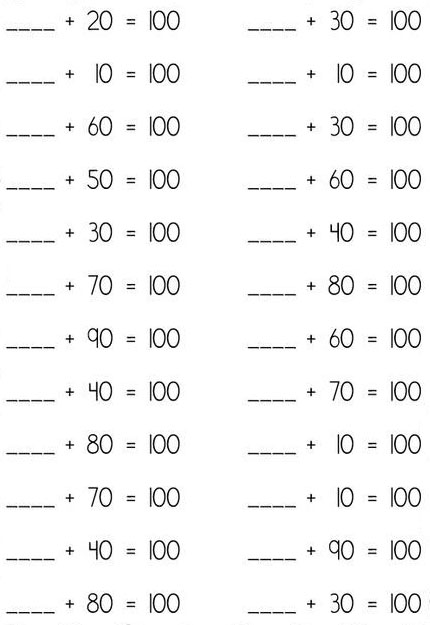 ____ + 20 = 100 ____ + 30 = 100
____ + 10 = 100 ____ + 10 = 100
____ + 60 = 100 ____ + 30 = 100
____ + 50 = 100 ____ + 60 = 100
____ + 30 = 100 ____ + 40 = 100
____ + 70 = 100 ____ + 80 = 100
____ + 90 = 100 ____ + 60 = 100
____ + 40 = 100 ____ + 70 = 100
____ + 80 = 100 ____ + 10 = 100
____ + 70 = 100 ____ + 10 = 100
____ + 40 = 100 ____ + 90 = 100
____ + 80 = 100 ____ + 30 = 100